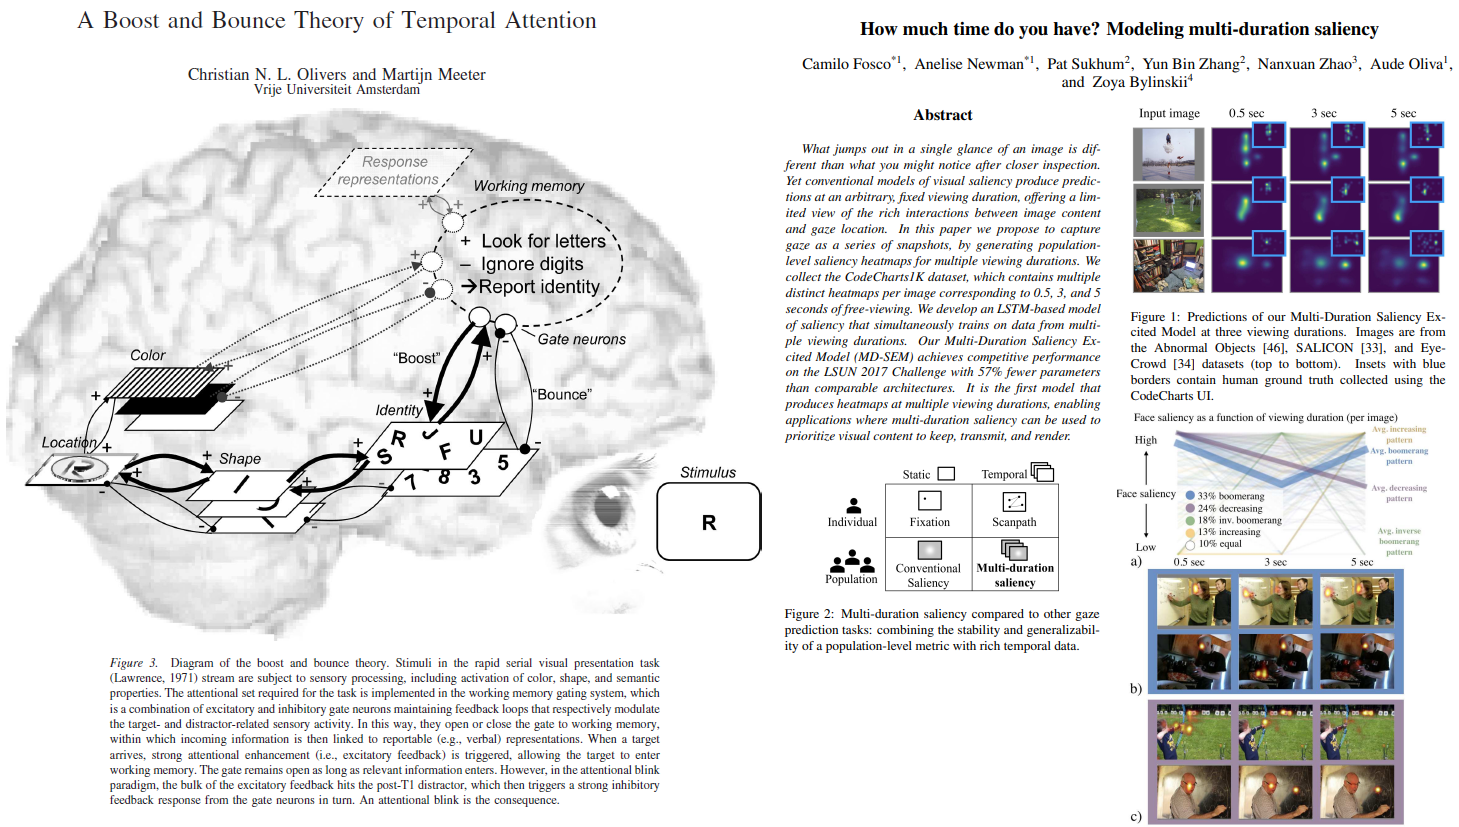 A Boost and Bounce Theory of Temporal Attention
Christian N. L. Olivers and Martijn Meeter
Vrije Universiteit Amsterdam
Response
representations
Working memory
+ +
+ Look for letters
– Ignore digits
→Report identity
+
-
Gate neurons
-
“Boost”
+
+
“Bounce”
Color
+
+
-
Identity
Location
+
Shape
+
+
+
+
-
-
-
-
-
R J U
S F
7 8 3 5
Stimulus
R
Figure 3. Diagram of the boost and bounce theory. Stimuli in the rapid serial visual presentation task
(Lawrence, 1971) stream are subject to sensory processing, including activation of color, shape, and semantic
properties. The attentional set required for the task is implemented in the working memory gating system, which
is a combination of excitatory and inhibitory gate neurons maintaining feedback loops that respectively modulate
the target- and distractor-related sensory activity. In this way, they open or close the gate to working memory,
within which incoming information is then linked to reportable (e.g., verbal) representations. When a target
arrives, strong attentional enhancement (i.e., excitatory feedback) is triggered, allowing the target to enter
working memory. The gate remains open as long as relevant information enters. However, in the attentional blink
paradigm, the bulk of the excitatory feedback hits the post-T1 distractor, which then triggers a strong inhibitory
feedback response from the gate neurons in turn. An attentional blink is the consequence.
How much time do you have? Modeling multi-duration saliency
Camilo Fosco*1, Anelise Newman*1, Pat Sukhum2, Yun Bin Zhang2, Nanxuan Zhao3, Aude Oliva1,
and Zoya Bylinskii4
Abstract
What jumps out in a single glance of an image is dif-
ferent than what you might notice after closer inspection.
Yet conventional models of visual saliency produce predic-
tions at an arbitrary, fixed viewing duration, offering a lim-
ited view of the rich interactions between image content
and gaze location. In this paper we propose to capture
gaze as a series of snapshots, by generating population-
level saliency heatmaps for multiple viewing durations. We
collect the CodeCharts1K dataset, which contains multiple
distinct heatmaps per image corresponding to 0.5, 3, and 5
seconds of free-viewing. We develop an LSTM-based model
of saliency that simultaneously trains on data from multi-
ple viewing durations. Our Multi-Duration Saliency Ex-
cited Model (MD-SEM) achieves competitive performance
on the LSUN 2017 Challenge with 57% fewer parameters
than comparable architectures. It is the first model that
produces heatmaps at multiple viewing durations, enabling
applications where multi-duration saliency can be used to
prioritize visual content to keep, transmit, and render.
Static Temporal
Individual
Fixation Scanpath
Population
Conventional
Saliency
Multi-duration
saliency
Figure 2: Multi-duration saliency compared to other gaze
prediction tasks: combining the stability and generalizabil-
ity of a population-level metric with rich temporal data.
Input image 0.5 sec 3 sec 5 sec
Figure 1: Predictions of our Multi-Duration Saliency Ex-
cited Model at three viewing durations. Images are from
the Abnormal Objects [46], SALICON [33], and Eye-
Crowd [34] datasets (top to bottom). Insets with blue
borders contain human ground truth collected using the
CodeCharts UI.
Face saliency as a function of viewing duration (per image)
High
Face saliency
Low
33% boomerang
24% decreasing
18% inv. boomerang
13% increasing
10% equal
Avg. increasing
pattern
Avg. boomerang
pattern
Avg. decreasing
pattern
Avg. inverse
boomerang
pattern
a) 0.5 sec 3 sec 5 sec
b)
c)